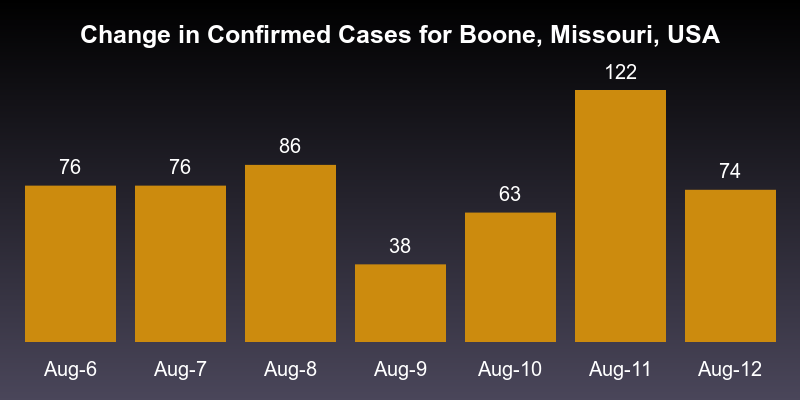 Change in Confirmed Cases for Boone, Missouri, USA
122
86
76 76 74
63
38
Aug-6 Aug-7 Aug-8 Aug-9 Aug-10 Aug-11 Aug-12